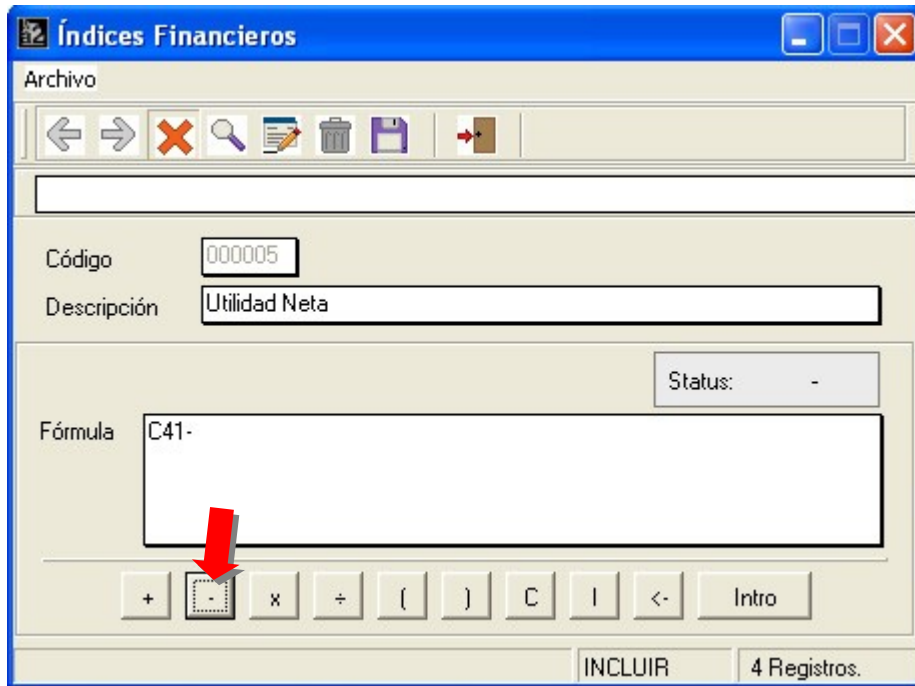 Índices Financieros
Archivo
Código 000005
Descripción Utilidad Neta
Status: -
Fórmula C41-
+ - x ÷ ( ) C I <- Intro
INCLUIR 4 Registros.